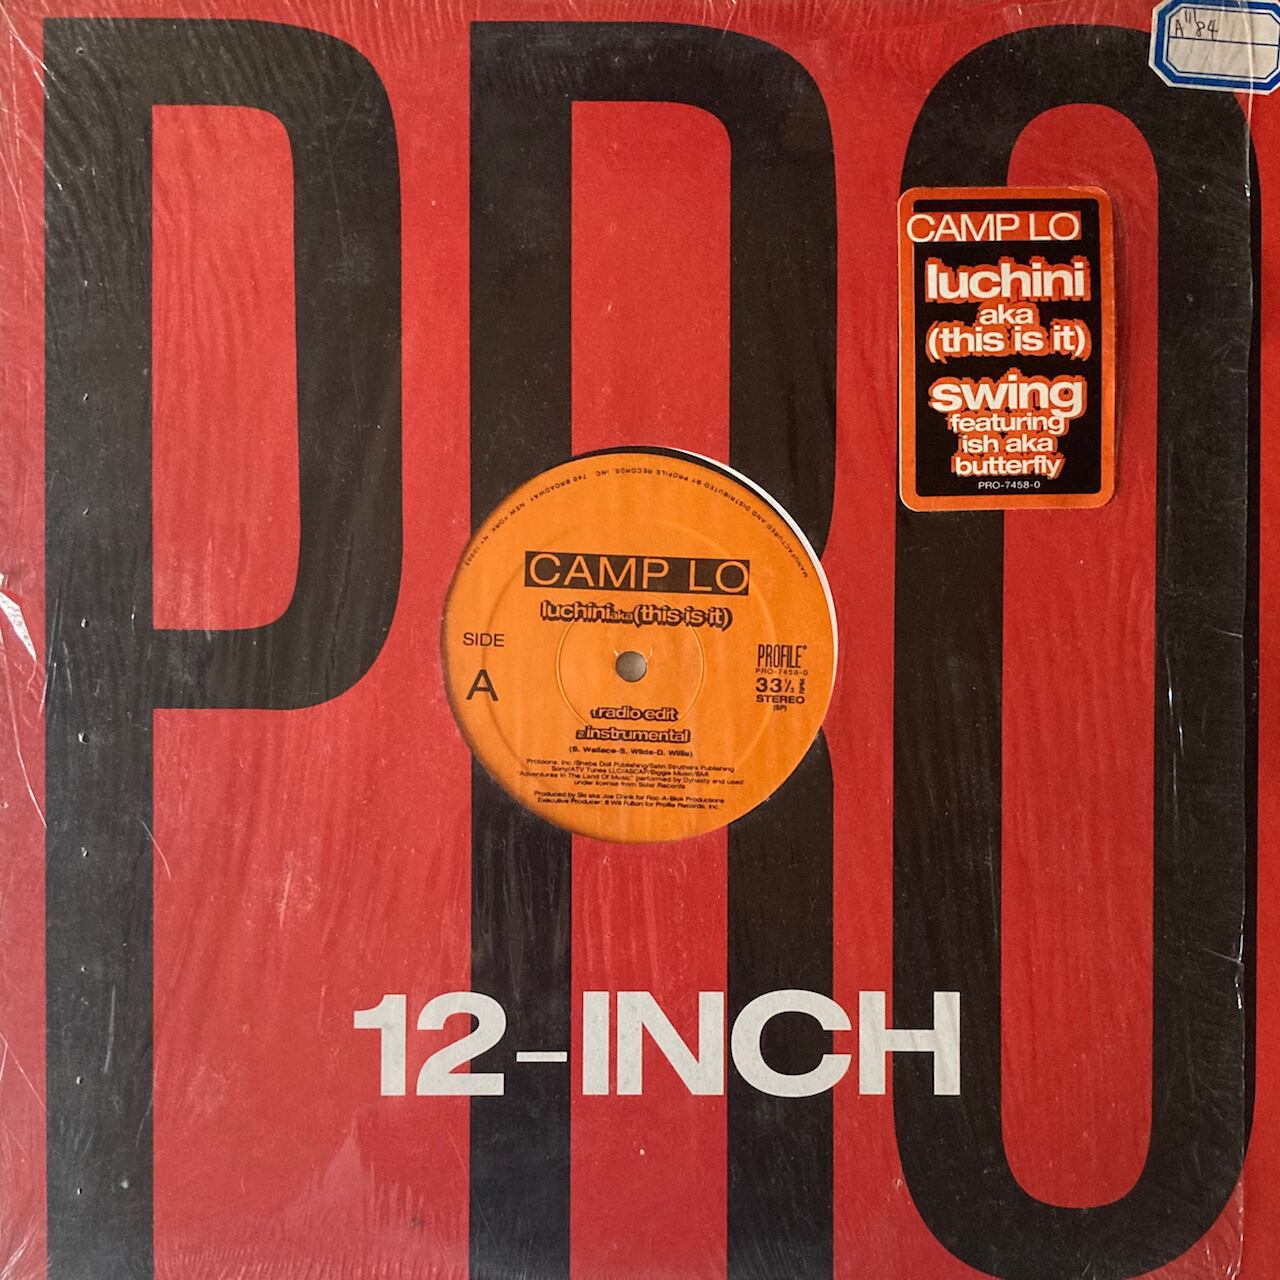 PRO
A" 84
CAMP LO
luchini
aka
(this is it)
swing
featuring
ish aka
butterfly
PRO-7458-0
MANUFACTURED AND DISTRIBUTED BY PROFILE RECORDS, INC. 740 BROADWAY, NEW YORK, NY 10003
CAMP LO
luchini aka (this is it)
SIDE
A
PROFILE®
PRO-7458-0
33⅓ RPM
STEREO
(SP)
1. radio edit
2. instrumental
(S. Wallace-S. Wilds-D. Willis)
Protoons, Inc./Sheba Doll Publishing/Satin Struthers Publishing
Sony/ATV Tunes LLC/ASCAP/Biggie Music/BMI
"Adventures In The Land Of Music" performed by Dynasty and used
under license from Solar Records
Produced by Ski aka Joe Chink for Roc-A-Blok Productions
Executive Producer: Will Fulton for Profile Records, Inc.
12-INCH